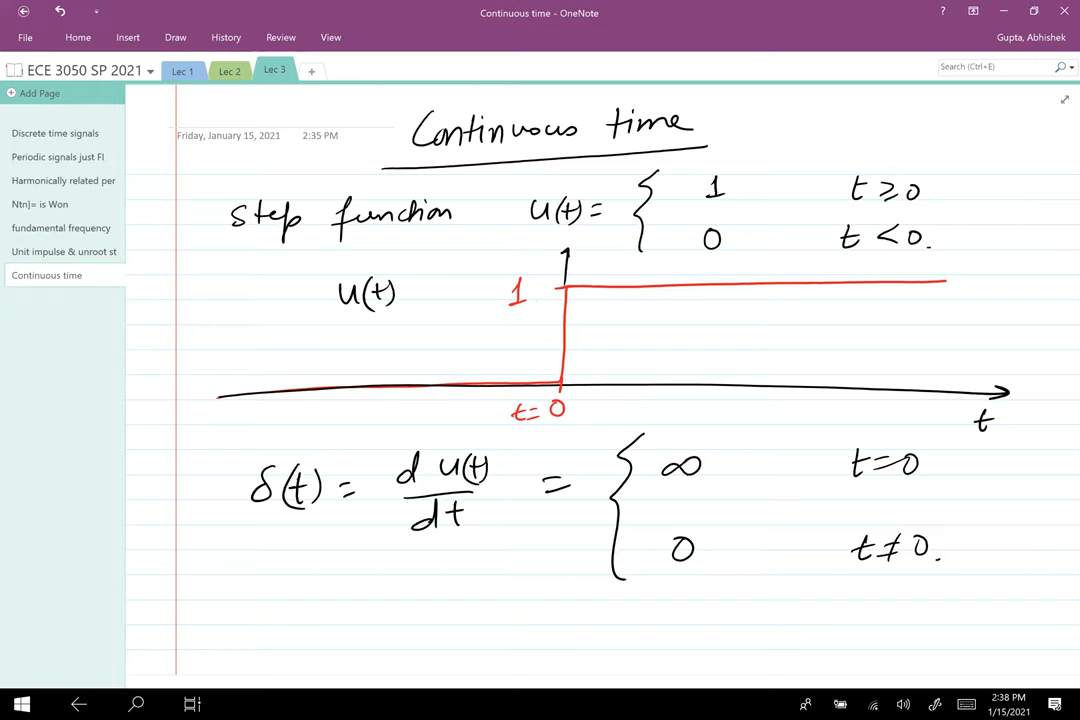 Continuous time - OneNote
?
File Home Insert Draw History Review View
Gupta, Abhishek
ECE 3050 SP 2021 Lec 1 Lec 2 Lec 3 +
Search (Ctrl+E)
Add Page
Discrete time signals
Periodic signals just FI
Harmonically related per
Ntn]= is Won
fundamental frequency
Unit impulse & unroot st
Continuous time
Friday, January 15, 2021 2:35 PM
Continuous time
step function u(t) = { 1 t ≥ 0
0 t < 0.
u(t) 1
t = 0
t
δ(t) = d u(t) / dt = { ∞ t = 0
0 t ≠ 0.
2:38 PM
1/15/2021